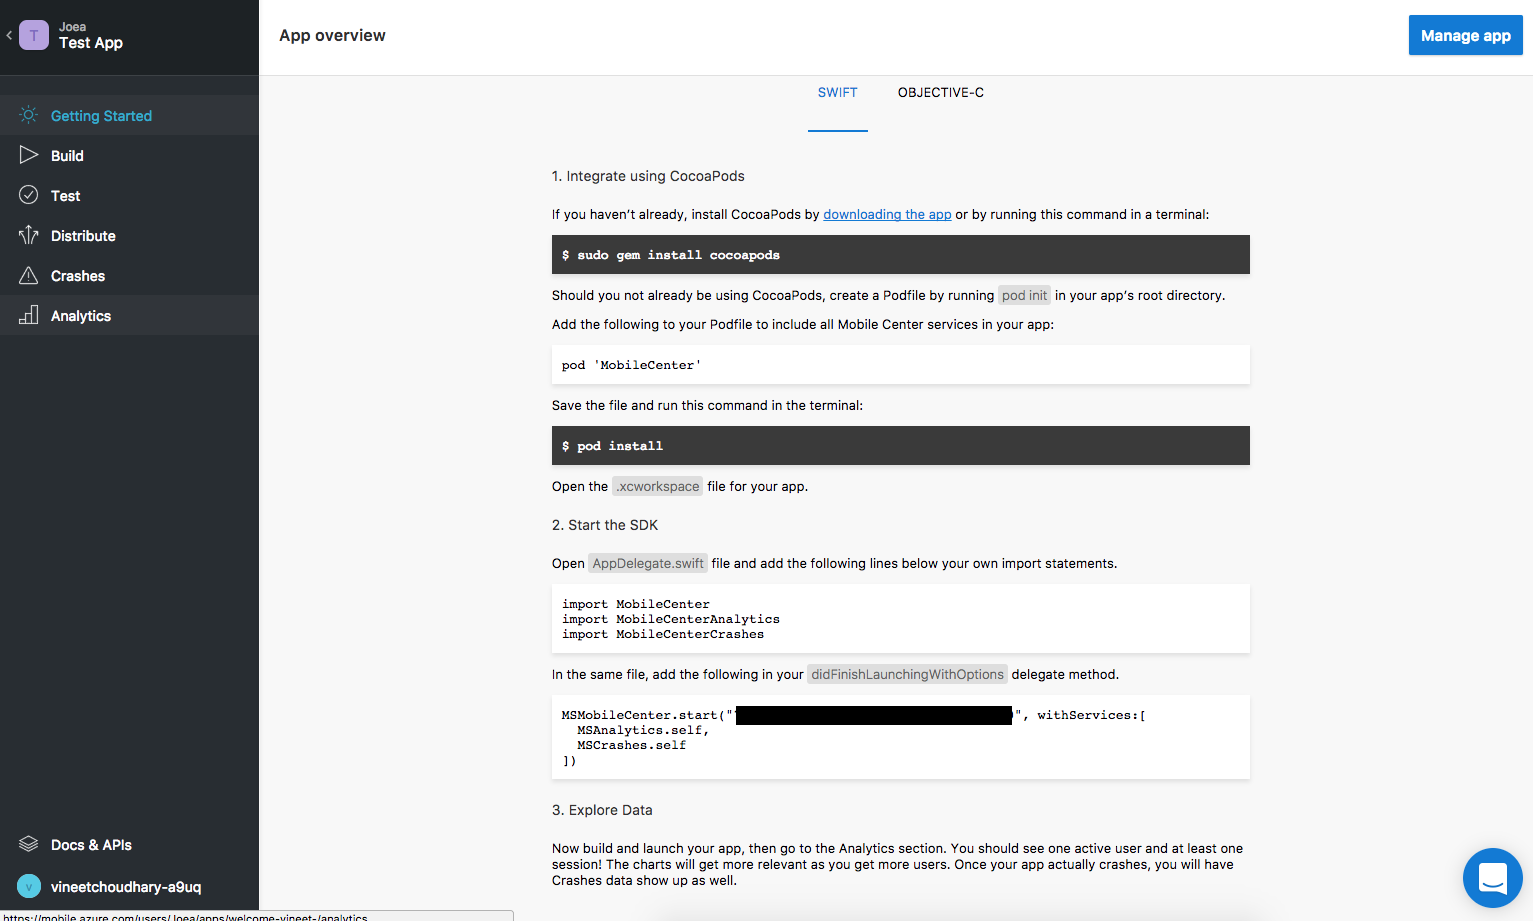 Joea
Test App
App overview
Manage app
Getting Started
Build
Test
Distribute
Crashes
Analytics
SWIFT
OBJECTIVE-C
1. Integrate using CocoaPods
If you haven’t already, install CocoaPods by downloading the app or by running this command in a terminal:
$ sudo gem install cocoapods
Should you not already be using CocoaPods, create a Podfile by running pod init in your app’s root directory.
Add the following to your Podfile to include all Mobile Center services in your app:
pod 'MobileCenter'
Save the file and run this command in the terminal:
$ pod install
Open the .xcworkspace file for your app.
2. Start the SDK
Open AppDelegate.swift file and add the following lines below your own import statements.
import MobileCenter
import MobileCenterAnalytics
import MobileCenterCrashes
In the same file, add the following in your didFinishLaunchingWithOptions delegate method.
MSMobileCenter.start(" ", withServices:[
MSAnalytics.self,
MSCrashes.self
])
3. Explore Data
Now build and launch your app, then go to the Analytics section. You should see one active user and at least one
session! The charts will get more relevant as you get more users. Once your app actually crashes, you will have
Crashes data show up as well.
Docs & APIs
v
vineetchoudhary-a9uq
https://mobile.azure.com/users/Joea/apps/welcome-vineet-/analytics
T